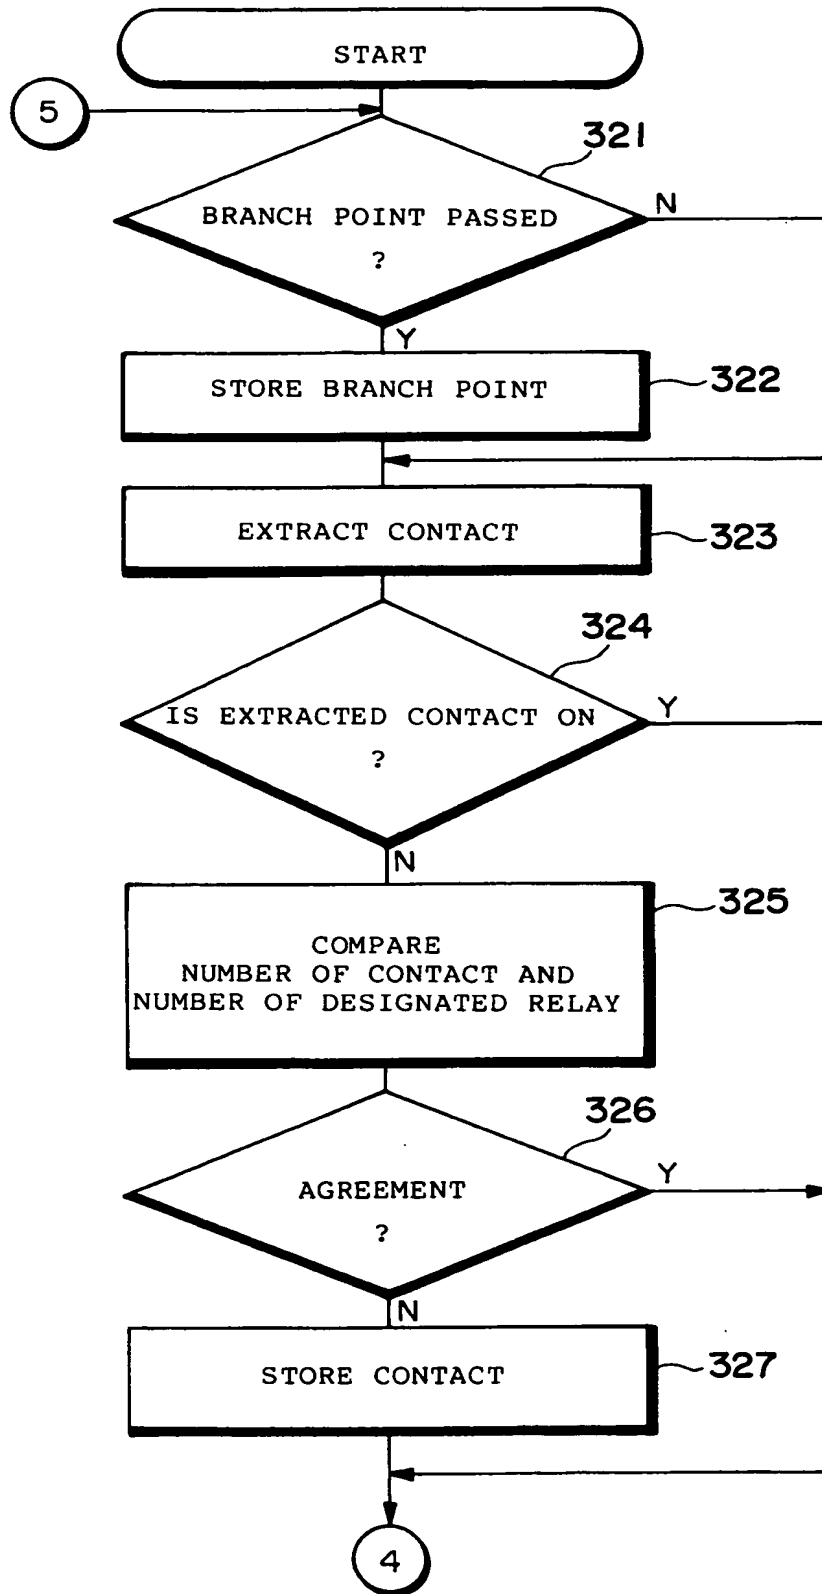 START
5
321
BRANCH POINT PASSED
?
N
Y
STORE BRANCH POINT
322
EXTRACT CONTACT
323
324
IS EXTRACTED CONTACT ON
?
Y
N
COMPARE
NUMBER OF CONTACT AND
NUMBER OF DESIGNATED RELAY
325
326
AGREEMENT
?
Y
N
STORE CONTACT
327
4